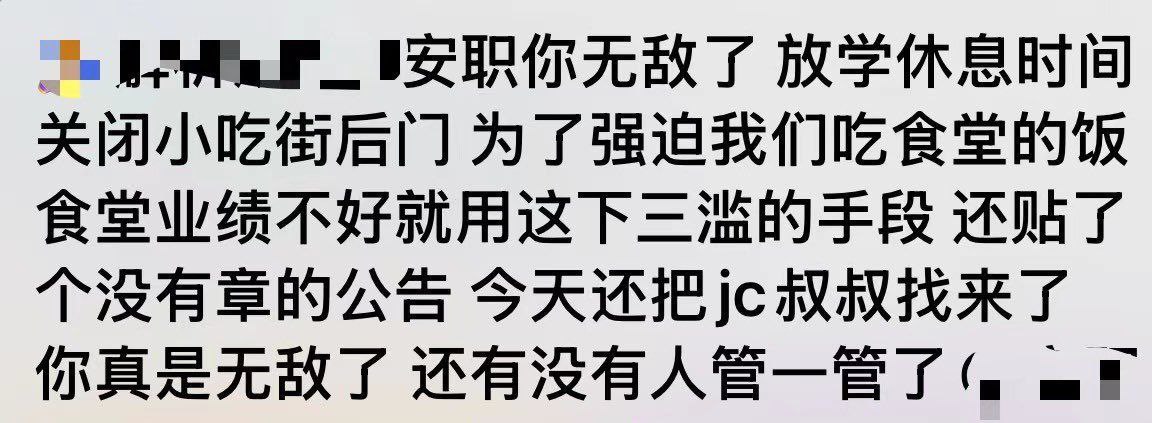 安职你无敌了 放学休息时间
关闭小吃街后门 为了强迫我们吃食堂的饭
食堂业绩不好就用这下三滥的手段 还贴了
个没有章的公告 今天还把jc叔叔找来了
你真是无敌了 还有没有人管一管了(